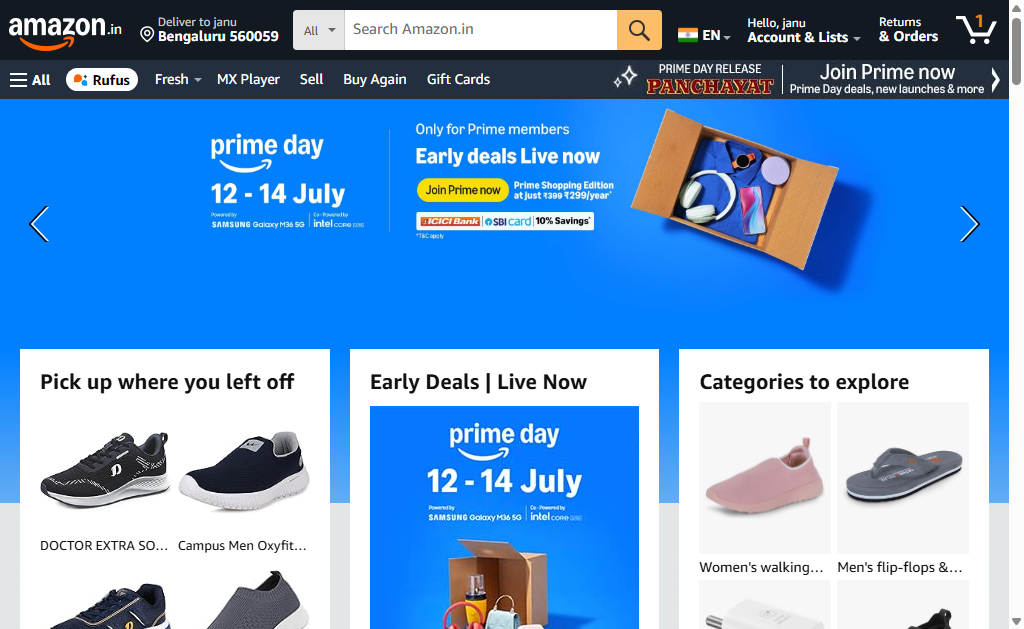 amazon.in
Deliver to janu
Bengaluru 560059
All
Search Amazon.in
EN
Hello, janu
Account & Lists
Returns
& Orders
1
All
Rufus
Fresh
MX Player
Sell
Buy Again
Gift Cards
PRIME DAY RELEASE
PANCHAYAT
Join Prime now
Prime Day deals, new launches & more
prime day
12 - 14 July
Powered by
SAMSUNG Galaxy M36 5G
Co - Powered by
intel CORE
Only for Prime members
Early deals Live now
Join Prime now
Prime Shopping Edition
at just ₹399 ₹299/year*
ICICI Bank
SBI card
10% Savings*
*T&C apply
Pick up where you left off
DOCTOR EXTRA SO...
Campus Men Oxyfit...
Early Deals | Live Now
prime day
12 - 14 July
Powered by
SAMSUNG Galaxy M36 5G
Co - Powered by
intel CORE
Categories to explore
Women's walking...
Men's flip-flops &...